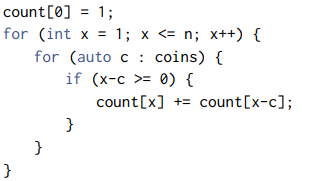 count[0] = 1;
for (int x = 1; x <= n; x++) {
    for (auto c : coins) {
        if (x-c >= 0) {
            count[x] += count[x-c];
        }
    }
}